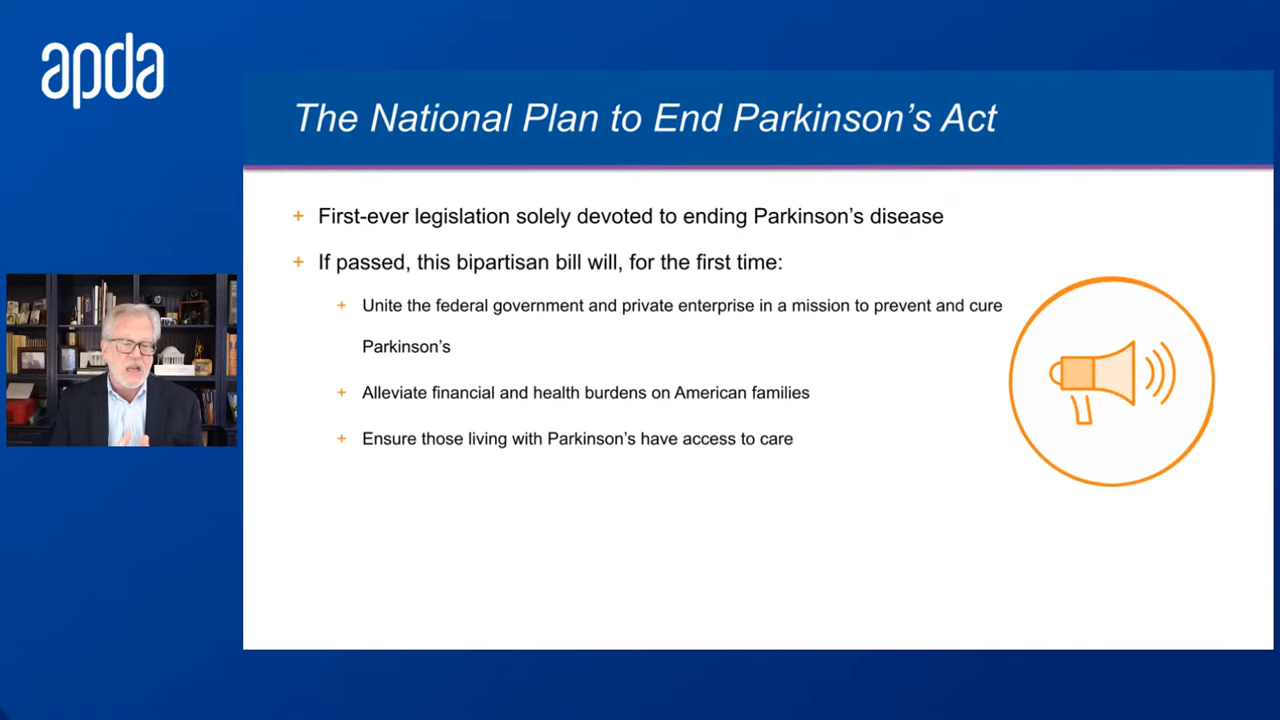 apda
The National Plan to End Parkinson’s Act
+ First-ever legislation solely devoted to ending Parkinson’s disease
+ If passed, this bipartisan bill will, for the first time:
+ Unite the federal government and private enterprise in a mission to prevent and cure
Parkinson’s
+ Alleviate financial and health burdens on American families
+ Ensure those living with Parkinson’s have access to care